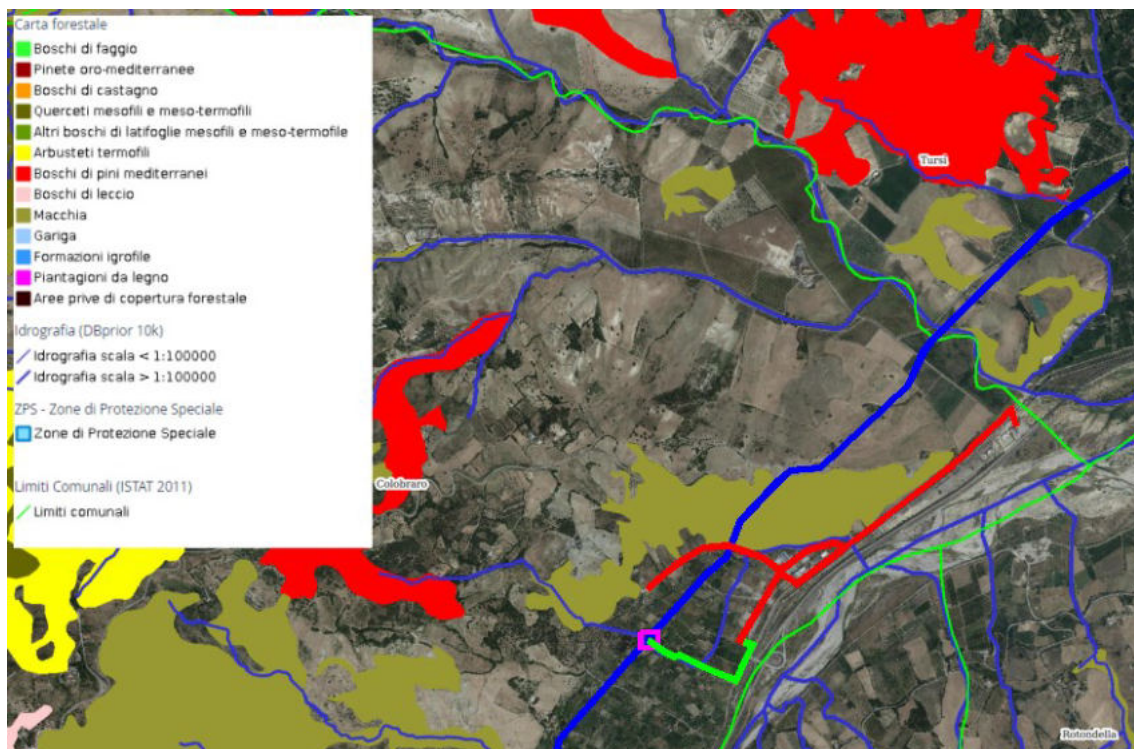 Carta forestale
Boschi di faggio
Pinete oro-mediterranee
Boschi di castagno
Querceti mesofili e meso-termofili
Altri boschi di latifoglie mesofili e meso-termofile
Arbusteti termofili
Boschi di pini mediterranei
Boschi di leccio
Macchia
Gariga
Formazioni igrofile
Piantagioni da legno
Aree prive di copertura forestale
Idrografia (DBprior 10k)
Idrografia scala < 1:100000
Idrografia scala > 1:100000
ZPS - Zone di Protezione Speciale
Zone di Protezione Speciale
Limiti Comunali (ISTAT 2011)
Limiti comunali
Tursi
Colobraro
Rotondella